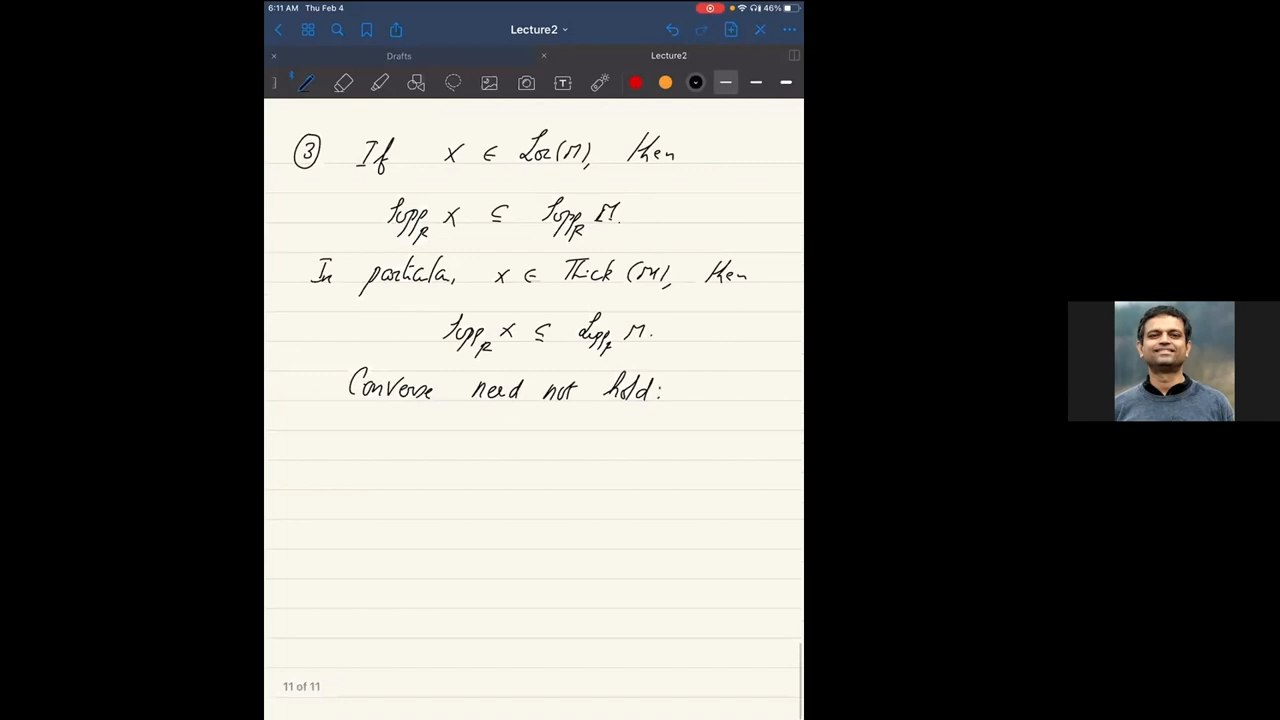 6:11 AM Thu Feb 4
46%
Lecture2
Drafts
Lecture2
③ If X ∈ Loc(M), then
Supp_R X ⊆ Supp_R M.
In particular, X ∈ Thick (M), then
Supp_R X ⊆ Supp_R M.
Converse need not hold:
11 of 11